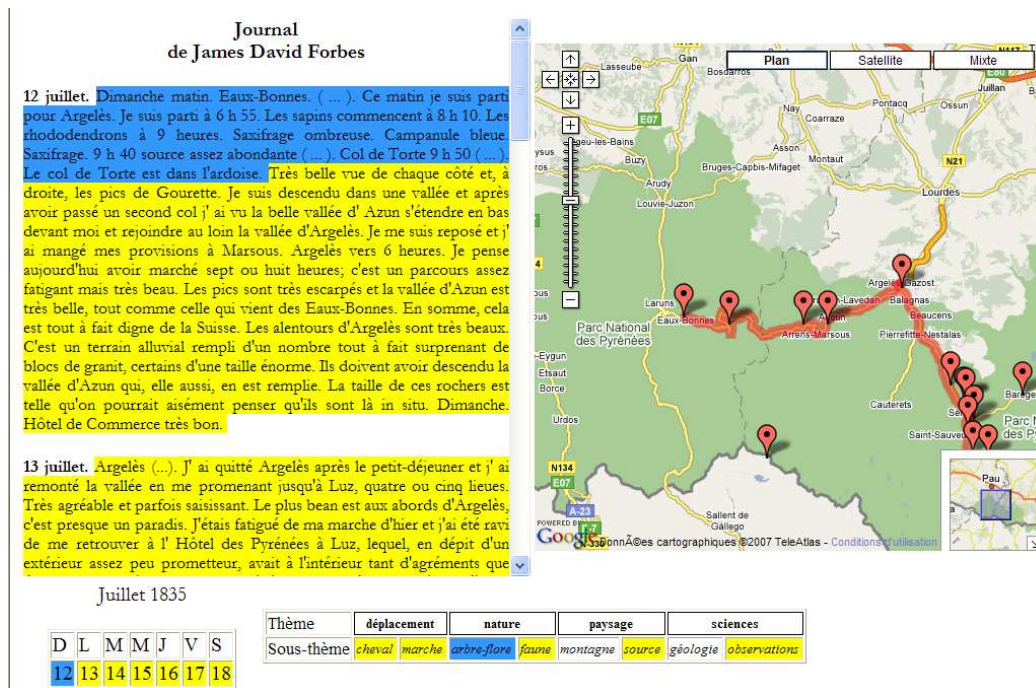 Journal
de James David Forbes
12 juillet. Dimanche matin. Eaux-Bonnes. ( ... ). Ce matin je suis parti
pour Argelès. Je suis parti à 6 h 55. Les sapins commencent à 8 h 10. Les
rhododendrons à 9 heures. Saxifrage ombreuse. Campanule bleue.
Saxifrage. 9 h 40 source assez abondante ( ... ). Col de Torte 9 h 50 ( ... ).
Le col de Torte est dans l'ardoise. Très belle vue de chaque côté et, à
droite, les pics de Gourette. Je suis descendu dans une vallée et après
avoir passé un second col j' ai vu la belle vallée d' Azun s'étendre en bas
devant moi et rejoindre au loin la vallée d'Argelès. Je me suis reposé et j'
ai mangé mes provisions à Marsous. Argelès vers 6 heures. Je pense
aujourd'hui avoir marché sept ou huit heures; c'est un parcours assez
fatigant mais très beau. Les pics sont très escarpés et la vallée d'Azun est
très belle, tout comme celle qui vient des Eaux-Bonnes. En somme, cela
est tout à fait digne de la Suisse. Les alentours d'Argelès sont très beaux.
C'est un terrain alluvial rempli d'un nombre tout à fait surprenant de
blocs de granit, certains d'une taille énorme. Ils doivent avoir descendu la
vallée d'Azun qui, elle aussi, en est remplie. La taille de ces rochers est
telle qu'on pourrait aisément penser qu'ils sont là in situ. Dimanche.
Hôtel de Commerce très bon.
13 juillet. Argelès (...). J' ai quitté Argelès après le petit-déjeuner et j' ai
remonté la vallée en me promenant jusqu'à Luz, quatre ou cinq lieues.
Très agréable et parfois saisissant. Le plus beau est aux abords d'Argelès,
c'est presque un paradis. J'étais fatigué de ma marche d'hier et j'ai été ravi
de me retrouver à l' Hôtel des Pyrénées à Luz, lequel, en dépit d'un
extérieur assez peu prometteur, avait à l'intérieur tant d'agréments que
Plan Satellite Mixte
Lasseube
Gan
Bosdarros
N117
E80
Juillan
Nay
Pontacq
Ossun
Coarraze
E07
N21
Buzy
Asson
Montaut
Bruges-Capbis-Mifaget
Arudy
Louvie-Juzon
Lourdes
Laruns
Eaux-Bonnes
Arrens-Marsous
Balagnas
Beaucens
Pierrefitte-Nestalas
Parc National
des Pyrénées
Etsaut
Borce
Cauterets
Urdos
Saint-Sauveur
Parc
N134
E07
A-23
Sallent de
Gállego
Pau
POWERED BY
Google
DonnÃ©es cartographiques ©2007 TeleAtlas - Conditions d'utilisation
Juillet 1835
D L M M J V S
12 13 14 15 16 17 18
Thème déplacement nature paysage sciences
Sous-thème cheval marche arbre-flore faune montagne source géologie observations